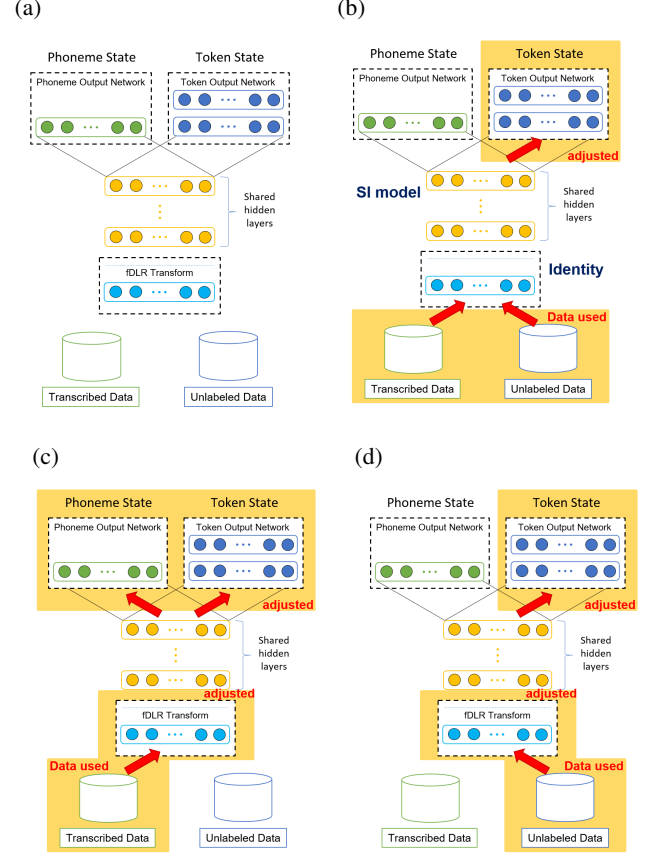 (a)
Phoneme State Token State
Phoneme Output Network Token Output Network
Shared
hidden
layers
fDLR Transform
Transcribed Data Unlabeled Data
(b)
Phoneme State Token State
Phoneme Output Network Token Output Network
adjusted
SI model
Shared
hidden
layers
Identity
Data used
Transcribed Data Unlabeled Data
(c)
Phoneme State Token State
Phoneme Output Network Token Output Network
adjusted
Shared
hidden
layers
adjusted
fDLR Transform
Data used
Transcribed Data Unlabeled Data
(d)
Phoneme State Token State
Phoneme Output Network Token Output Network
adjusted
Shared
hidden
layers
adjusted
fDLR Transform
Data used
Transcribed Data Unlabeled Data